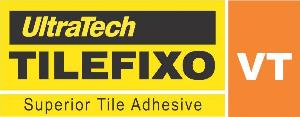 UltraTech
TILEFIXO
VT
Superior Tile Adhesive